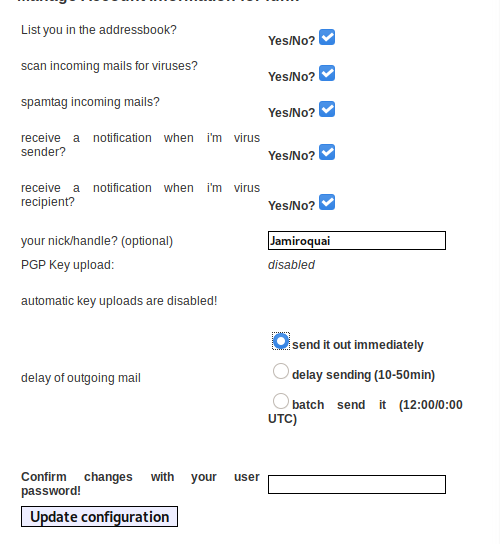 List you in the addressbook?
Yes/No?
scan incoming mails for viruses?
Yes/No?
spamtag incoming mails?
Yes/No?
receive a notification when i'm virus
sender?
Yes/No?
receive a notification when i'm virus
recipient?
Yes/No?
your nick/handle? (optional)
Jamiroquai
PGP Key upload:
disabled
automatic key uploads are disabled!
delay of outgoing mail
send it out immediately
delay sending (10-50min)
batch send it (12:00/0:00
UTC)
Confirm changes with your user
password!
Update configuration